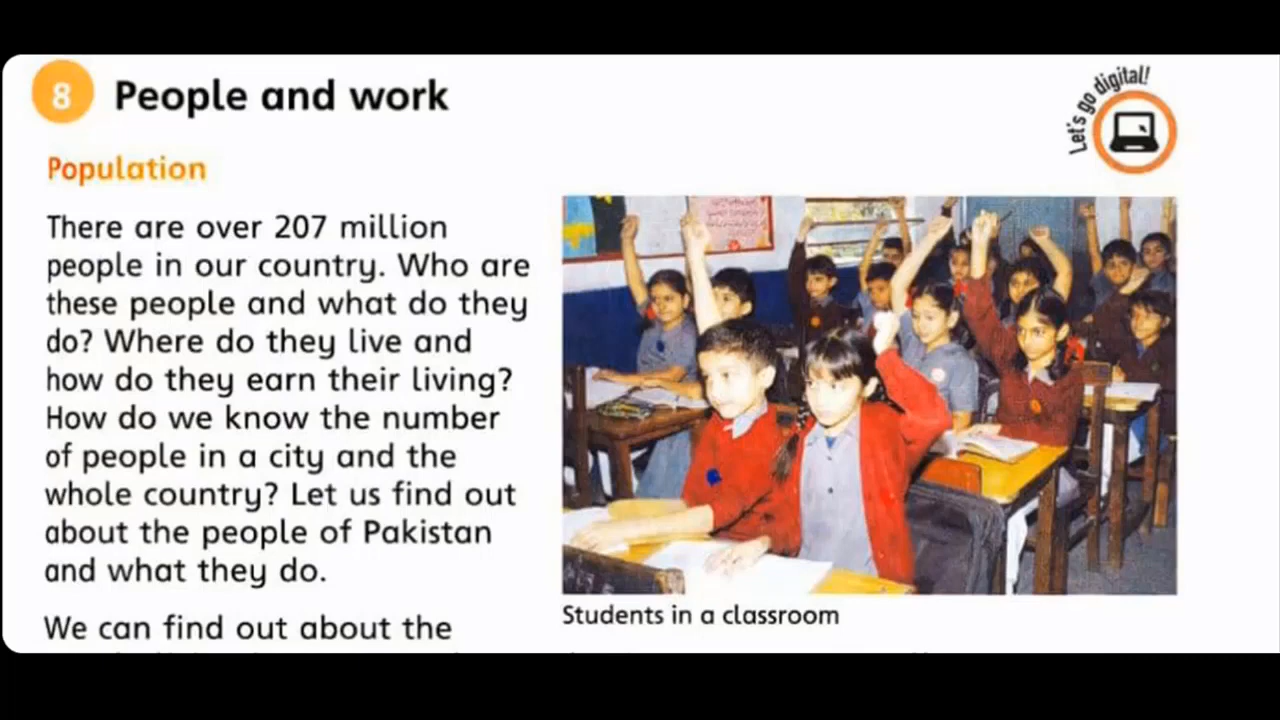 8 People and work
Let's go digital!
Population
There are over 207 million
people in our country. Who are
these people and what do they
do? Where do they live and
how do they earn their living?
How do we know the number
of people in a city and the
whole country? Let us find out
about the people of Pakistan
and what they do.
We can find out about the
Students in a classroom